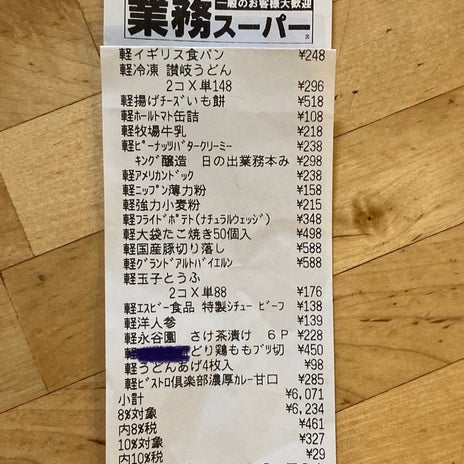 一般のお客様大歓迎
業務スーパー
軽イギリス食パン ¥248
軽冷凍 讃岐うどん
2コX単148 ¥296
軽揚げチーズいも餅 ¥518
軽ホールトマト缶詰 ¥108
軽牧場牛乳 ¥218
軽ピーナッツバタークリーミー ¥238
キング醸造 日の出業務本み ¥298
軽アメリカンドック ¥238
軽ニップン薄力粉 ¥158
軽強力小麦粉 ¥215
軽フライドポテト(ナチュラルウェッジ) ¥348
軽大袋たこ焼き50個入 ¥498
軽国産豚切り落し ¥588
軽グランドアルトバイエルン ¥588
軽玉子とうふ
2コX単88 ¥176
軽エスビー食品 特製シチュー ビーフ ¥138
軽洋人参 ¥139
軽永谷園 さけ茶漬け 6P ¥228
軽 どり鶏ももブツ切 ¥450
軽うどんあげ4枚入 ¥98
軽ビストロ倶楽部濃厚カレー甘口 ¥285
小計 ¥6,071
8%対象 ¥6,234
内8%税 ¥461
10%対象 ¥327
内10%税 ¥29